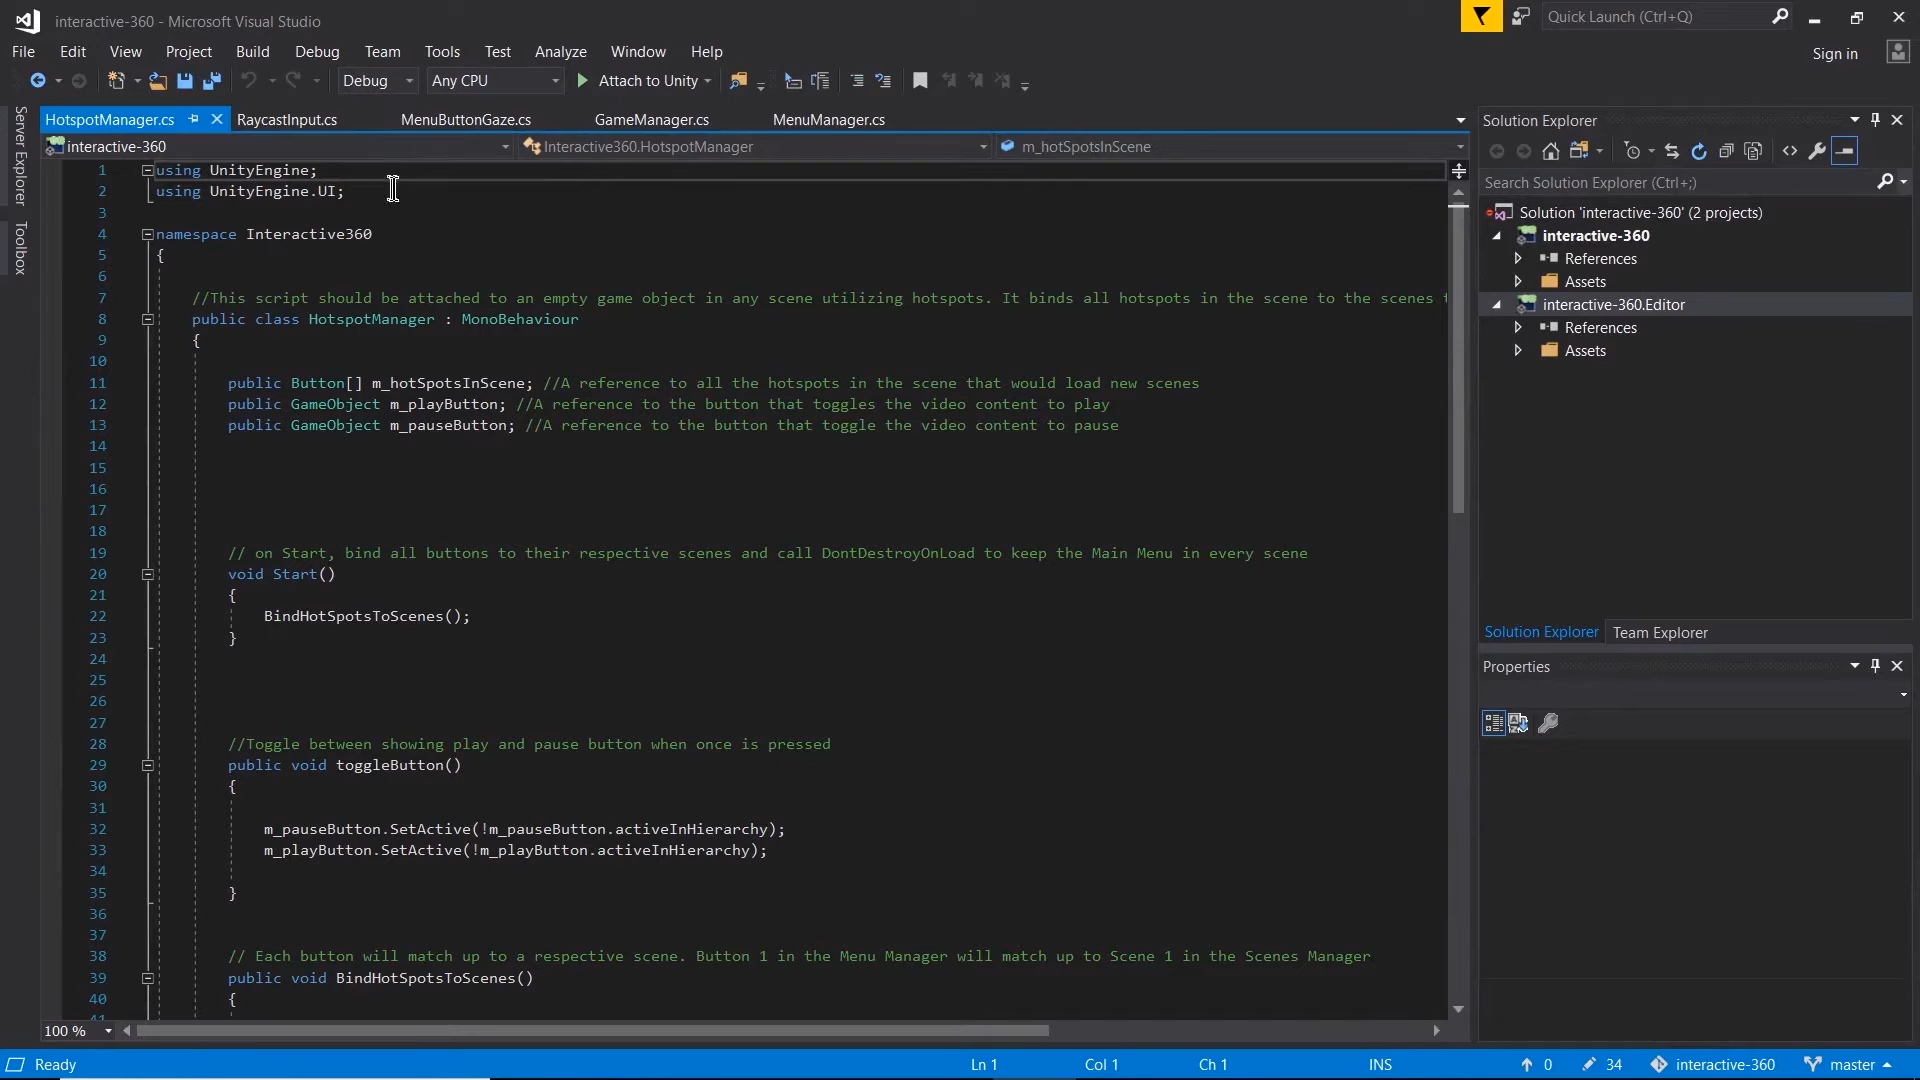 interactive-360 - Microsoft Visual Studio
Quick Launch (Ctrl+Q)
File Edit View Project Build Debug Team Tools Test Analyze Window Help
Sign in
Debug Any CPU Attach to Unity
Server Explorer
Toolbox
HotspotManager.cs RaycastInput.cs MenuButtonGaze.cs GameManager.cs MenuManager.cs
interactive-360 Interactive360.HotspotManager m_hotSpotsInScene
1 using UnityEngine;
2 using UnityEngine.UI;
3
4 namespace Interactive360
5 {
6
7 //This script should be attached to an empty game object in any scene utilizing hotspots. It binds all hotspots in the scene to the scenes
8 public class HotspotManager : MonoBehaviour
9 {
10
11 public Button[] m_hotSpotsInScene; //A reference to all the hotspots in the scene that would load new scenes
12 public GameObject m_playButton; //A reference to the button that toggles the video content to play
13 public GameObject m_pauseButton; //A reference to the button that toggle the video content to pause
14
15
16
17
18
19 // on Start, bind all buttons to their respective scenes and call DontDestroyOnLoad to keep the Main Menu in every scene
20 void Start()
21 {
22 BindHotSpotsToScenes();
23 }
24
25
26
27
28 //Toggle between showing play and pause button when once is pressed
29 public void toggleButton()
30 {
31
32 m_pauseButton.SetActive(!m_pauseButton.activeInHierarchy);
33 m_playButton.SetActive(!m_playButton.activeInHierarchy);
34
35 }
36
37
38 // Each button will match up to a respective scene. Button 1 in the Menu Manager will match up to Scene 1 in the Scenes Manager
39 public void BindHotSpotsToScenes()
40 {
41
100 %
Solution Explorer
Search Solution Explorer (Ctrl+;)
Solution 'interactive-360' (2 projects)
interactive-360
References
Assets
interactive-360.Editor
References
Assets
Solution Explorer Team Explorer
Properties
Ready Ln 1 Col 1 Ch 1 INS 0 34 interactive-360 master